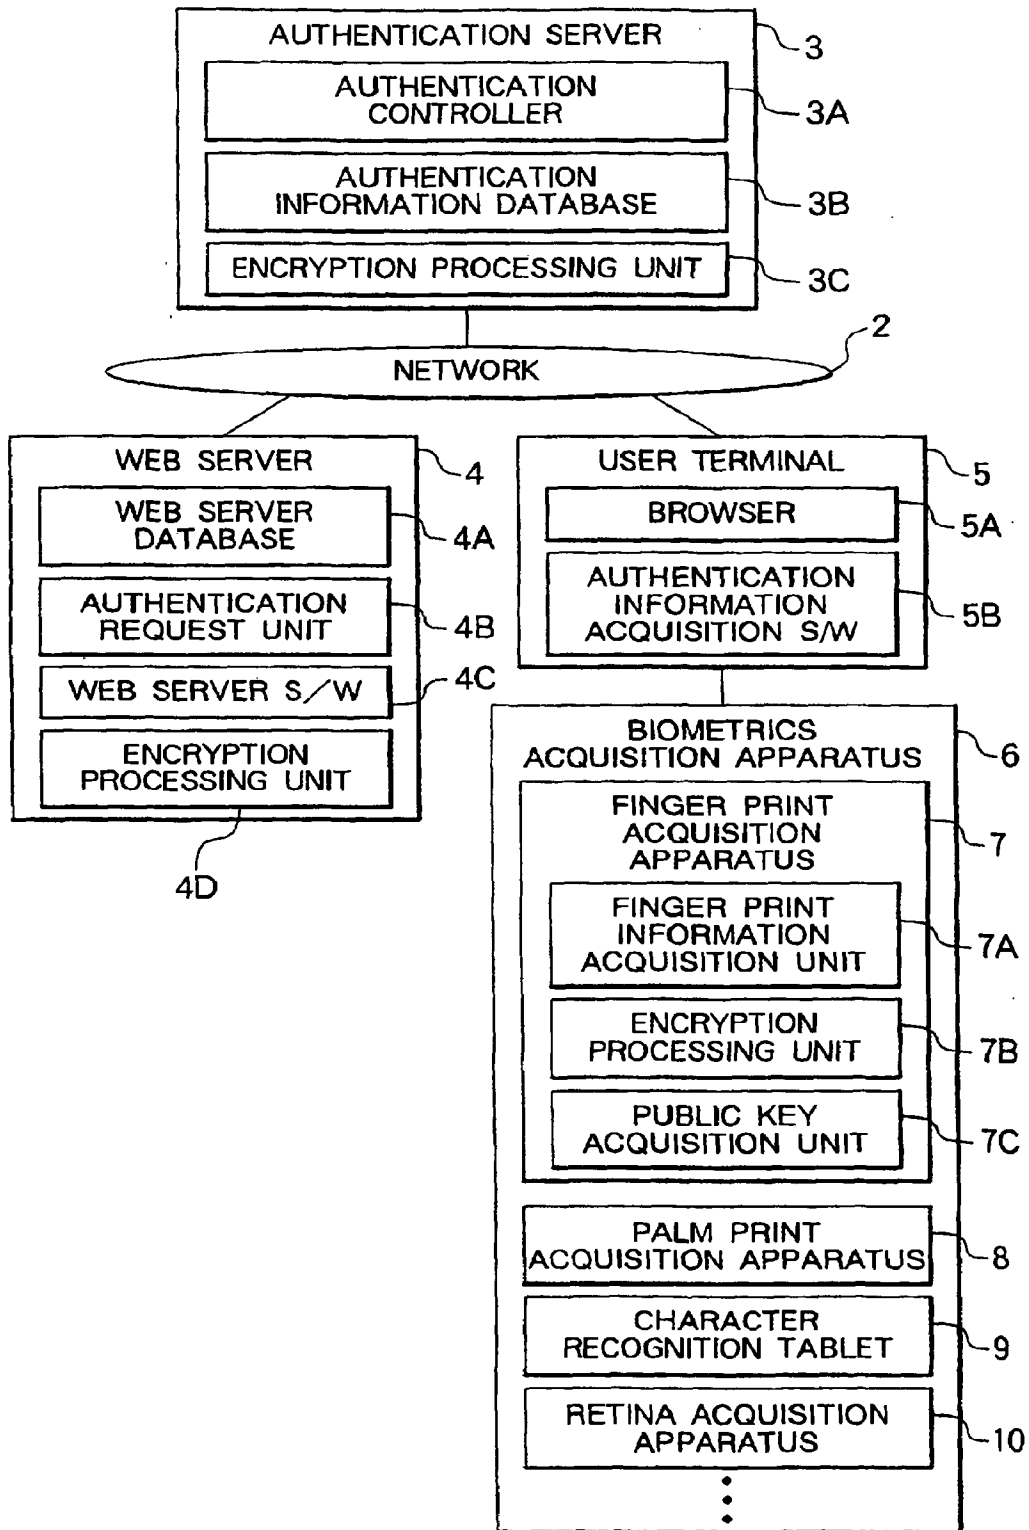 AUTHENTICATION SERVER
3
AUTHENTICATION
CONTROLLER
3A
AUTHENTICATION
INFORMATION DATABASE
3B
ENCRYPTION PROCESSING UNIT
3C
2
NETWORK
WEB SERVER
4
WEB SERVER
DATABASE
4A
AUTHENTICATION
REQUEST UNIT
4B
WEB SERVER S/W
4C
ENCRYPTION
PROCESSING UNIT
4D
USER TERMINAL
5
BROWSER
5A
AUTHENTICATION
INFORMATION
ACQUISITION S/W
5B
BIOMETRICS
ACQUISITION APPARATUS
6
FINGER PRINT
ACQUISITION
APPARATUS
7
FINGER PRINT
INFORMATION
ACQUISITION UNIT
7A
ENCRYPTION
PROCESSING UNIT
7B
PUBLIC KEY
ACQUISITION UNIT
7C
PALM PRINT
ACQUISITION APPARATUS
8
CHARACTER
RECOGNITION TABLET
9
RETINA ACQUISITION
APPARATUS
10